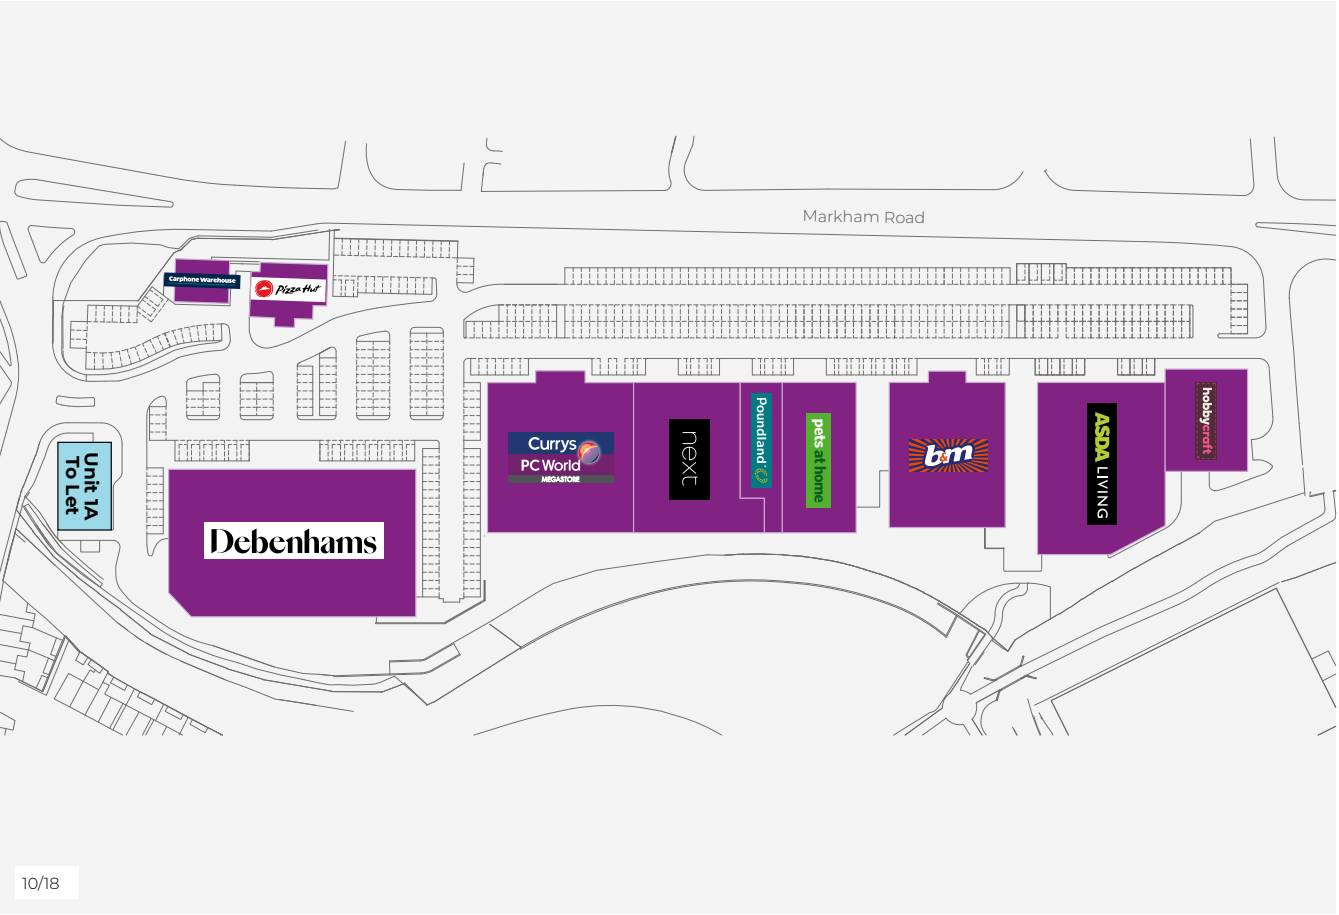 Markham Road
Carphone Warehouse
Pizza Hut
Unit 1A
To Let
Debenhams
Currys
PC World
MEGASTORE
next
Poundland
pets at home
b&m
ASDA LIVING
hobbycraft
10/18